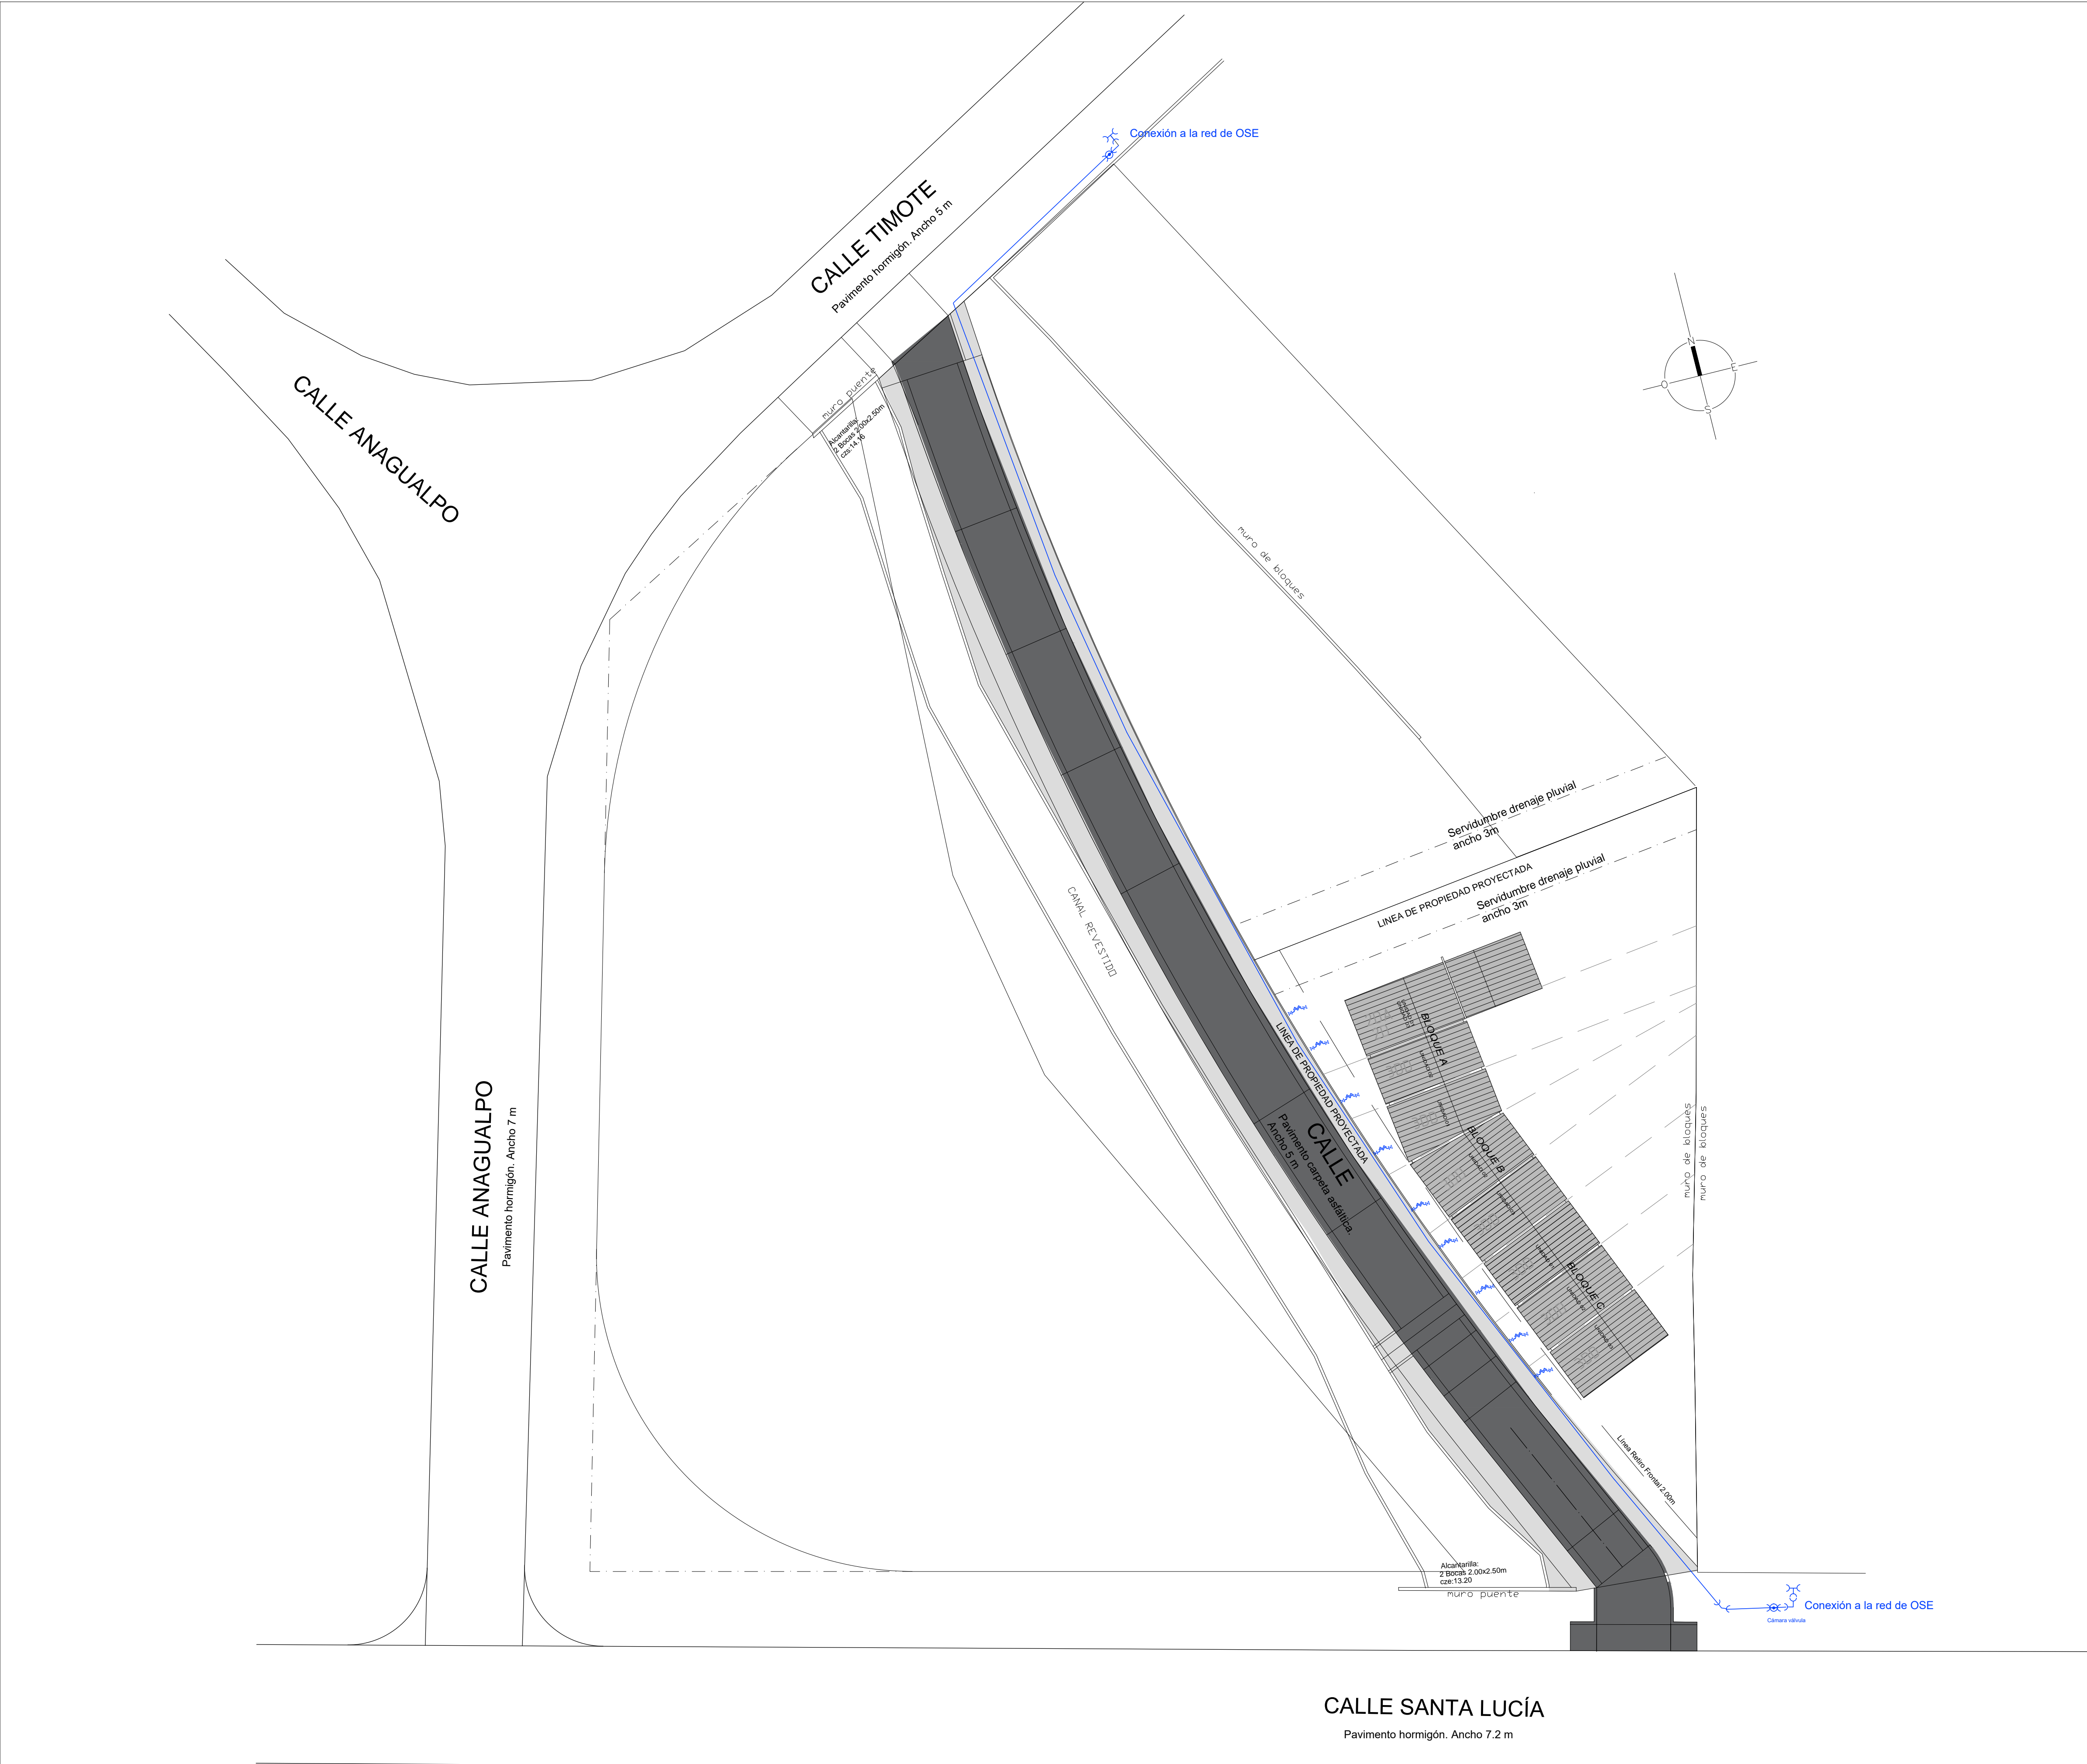 Conexión a la red de OSE
CALLE TIMOTE
Pavimento hormigón. Ancho 5 m
N
E
O
S
muro puente
Alcantarilla:
2 Bocas 2.00x2.50m
czs:14.16
CALLE ANAGUALPO
muro de bloques
Servidumbre drenaje pluvial
ancho 3m
LINEA DE PROPIEDAD PROYECTADA
Servidumbre drenaje pluvial
ancho 3m
CANAL REVESTIDO
LINEA DE PROPIEDAD PROYECTADA
BLOQUE A
BLOQUE B
BLOQUE C
CALLE
Pavimento carpeta asfáltica.
Ancho 5 m
muro de bloques
muro de bloques
CALLE ANAGUALPO
Pavimento hormigón. Ancho 7 m
Línea Retiro Frontal 2.00m
Alcantarilla:
2 Bocas 2.00x2.50m
cze:13.20
muro puente
Conexión a la red de OSE
Cámara válvula
CALLE SANTA LUCÍA
Pavimento hormigón. Ancho 7.2 m